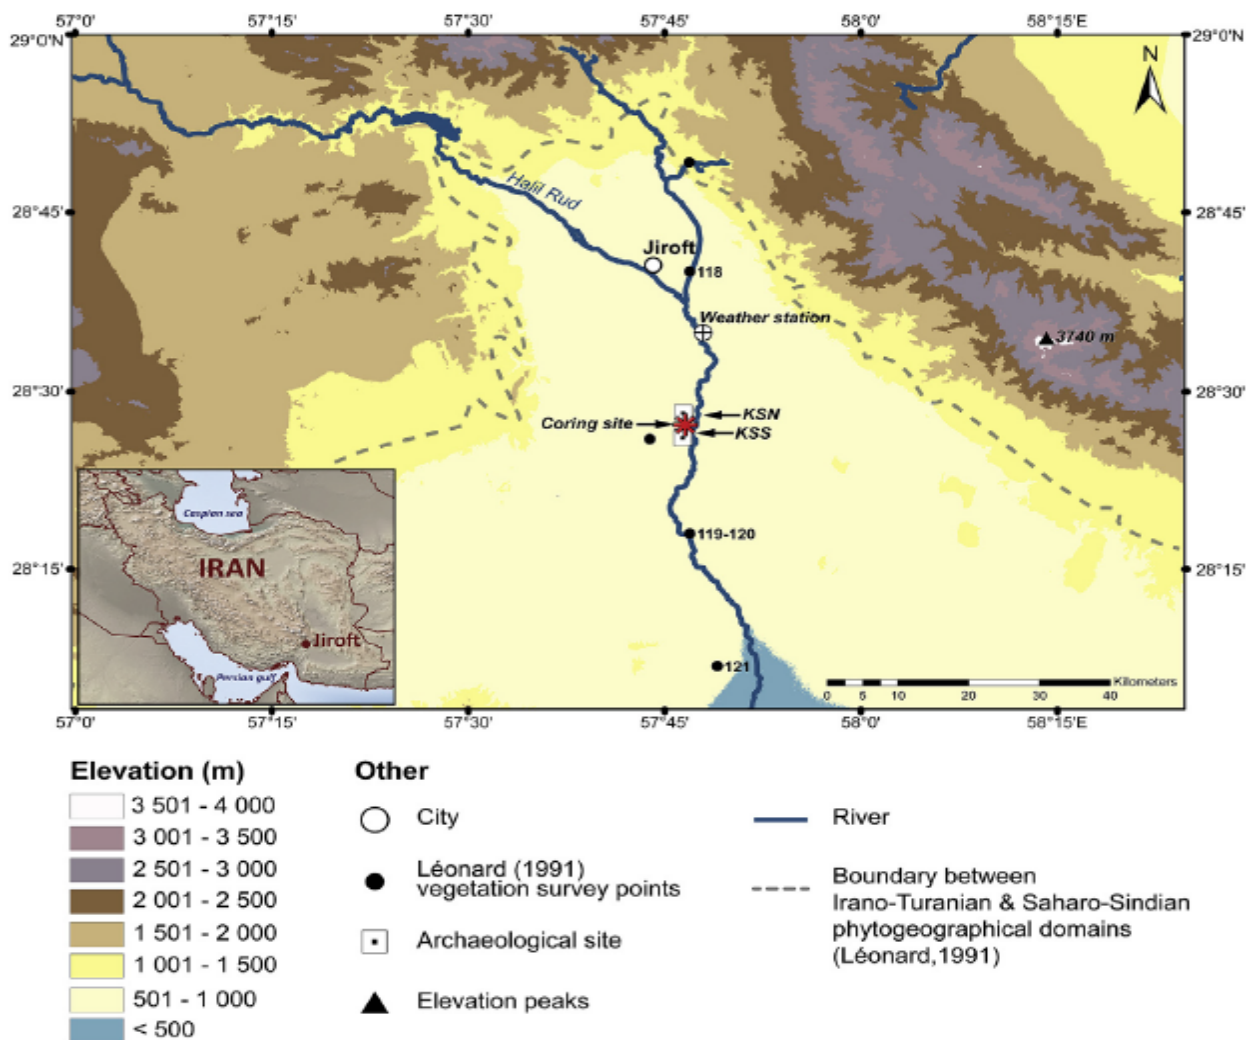 57°0' 57°15' 57°30' 57°45' 58°0' 58°15'E
29°0'N 29°0'N
N
Halil Rud
28°45' 28°45'
Jiroft
118
Weather station
3740 m
28°30' 28°30'
KSN
Coring site
KSS
Caspian sea
119-120
IRAN
28°15' 28°15'
Jiroft
121
Persian gulf
Kilometers
0 5 10 20 30 40
57°0' 57°15' 57°30' 57°45' 58°0' 58°15'E
Elevation (m)
3 501 - 4 000
3 001 - 3 500
2 501 - 3 000
2 001 - 2 500
1 501 - 2 000
1 001 - 1 500
501 - 1 000
< 500
Other
City
Léonard (1991)
vegetation survey points
Archaeological site
Elevation peaks
River
Boundary between
Irano-Turanian & Saharo-Sindian
phytogeographical domains
(Léonard,1991)